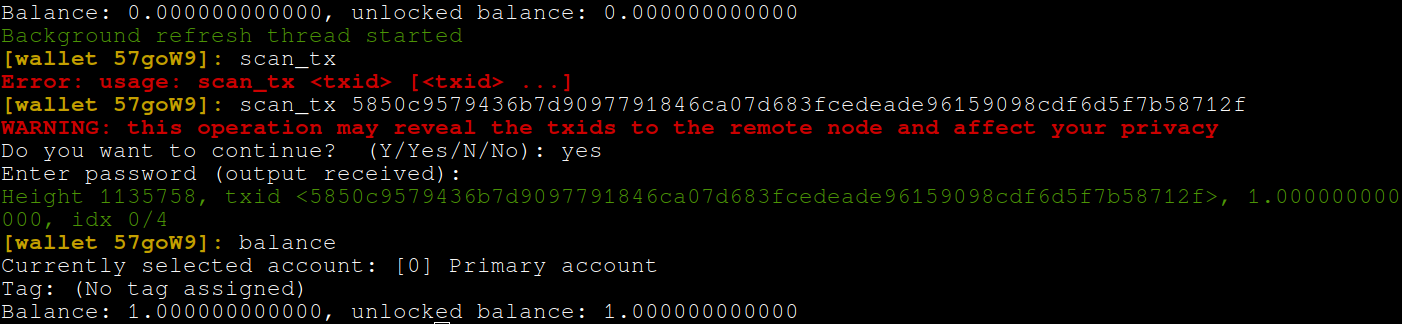 Balance: 0.000000000000, unlocked balance: 0.000000000000
Background refresh thread started
[wallet 57goW9]: scan_tx
Error: usage: scan_tx <txid> [<txid> ...]
[wallet 57goW9]: scan_tx 5850c9579436b7d9097791846ca07d683fcedeade96159098cdf6d5f7b58712f
WARNING: this operation may reveal the txids to the remote node and affect your privacy
Do you want to continue?  (Y/Yes/N/No): yes
Enter password (output received):
Height 1135758, txid <5850c9579436b7d9097791846ca07d683fcedeade96159098cdf6d5f7b58712f>, 1.000000000
000, idx 0/4
[wallet 57goW9]: balance
Currently selected account: [0] Primary account
Tag: (No tag assigned)
Balance: 1.000000000000, unlocked balance: 1.000000000000